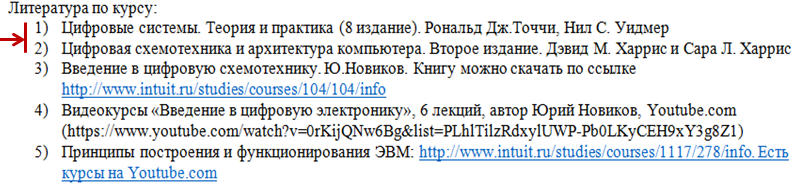 Литература по курсу:
1) Цифровые системы. Теория и практика (8 издание). Рональд Дж.Точчи, Нил С. Уидмер
2) Цифровая схемотехника и архитектура компьютера. Второе издание. Дэвид М. Харрис и Сара Л. Харрис
3) Введение в цифровую схемотехнику. Ю.Новиков. Книгу можно скачать по ссылке
http://www.intuit.ru/studies/courses/104/104/info
4) Видеокурсы «Введение в цифровую электронику», 6 лекций, автор Юрий Новиков, Youtube.com
(https://www.youtube.com/watch?v=0rKijQNw6Bg&list=PLhlTilzRdxylUWP-Pb0LKyCEH9xY3g8Z1)
5) Принципы построения и функционирования ЭВМ: http://www.intuit.ru/studies/courses/1117/278/info. Есть
курсы на Youtube.com